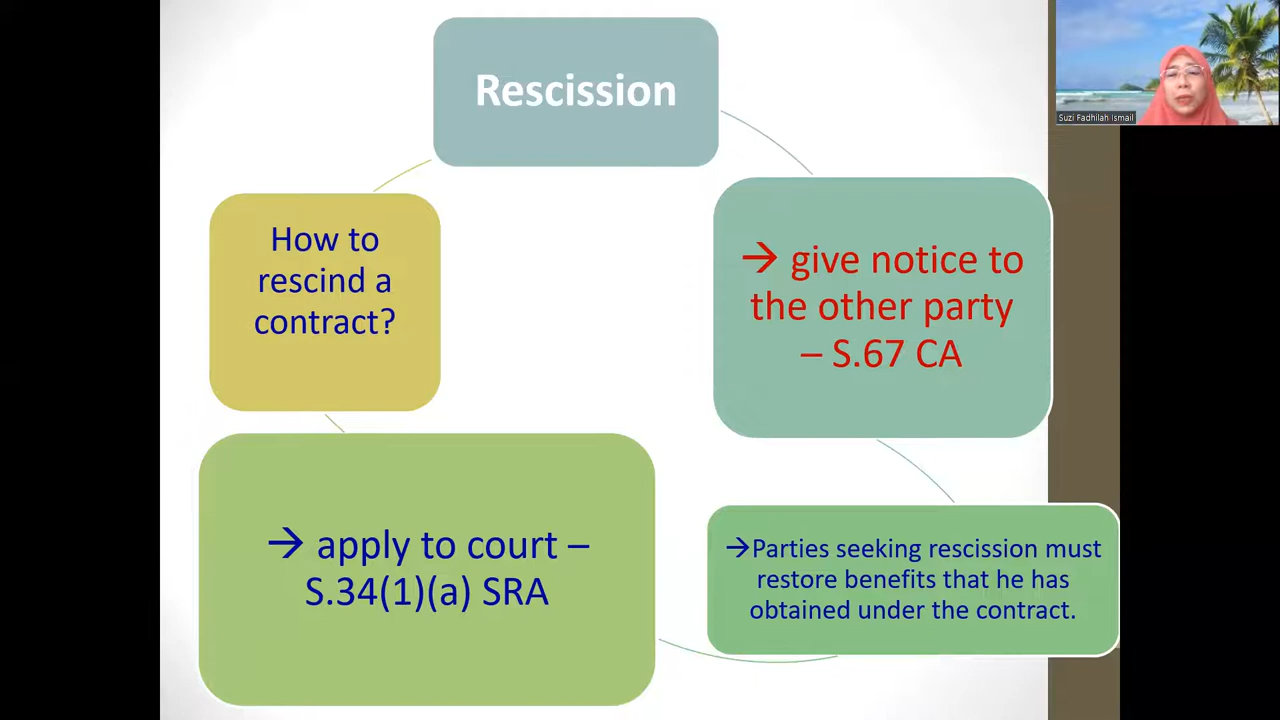 Rescission
Suzi Fadhilah Ismail
→ give notice to
the other party
– S.67 CA
How to
rescind a
contract?
→Parties seeking rescission must
restore benefits that he has
obtained under the contract.
→ apply to court –
S.34(1)(a) SRA